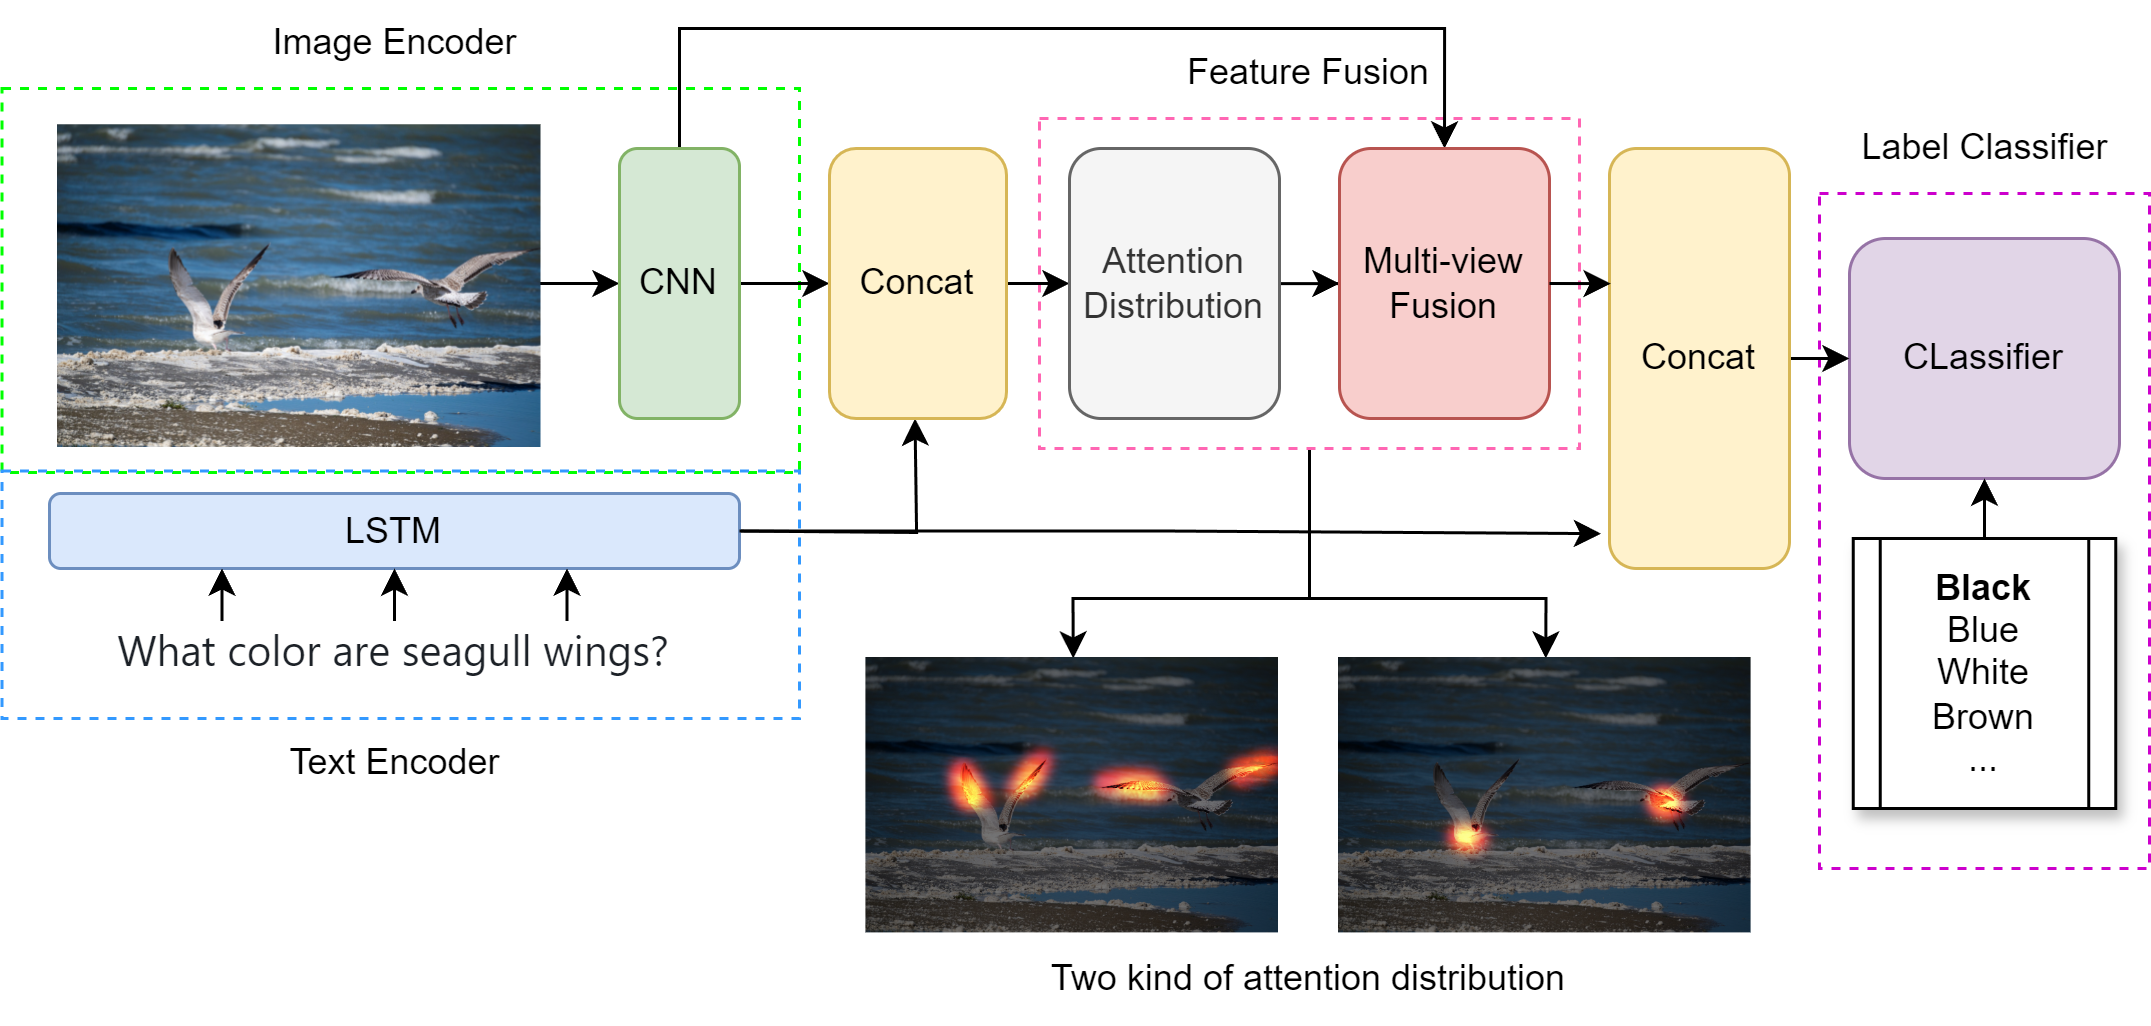 Image Encoder
Feature Fusion
Label Classifier
CNN
Concat
Attention
Distribution
Multi-view
Fusion
Concat
CLassifier
LSTM
What color are seagull wings?
Text Encoder
Black
Blue
White
Brown
...
Two kind of attention distribution